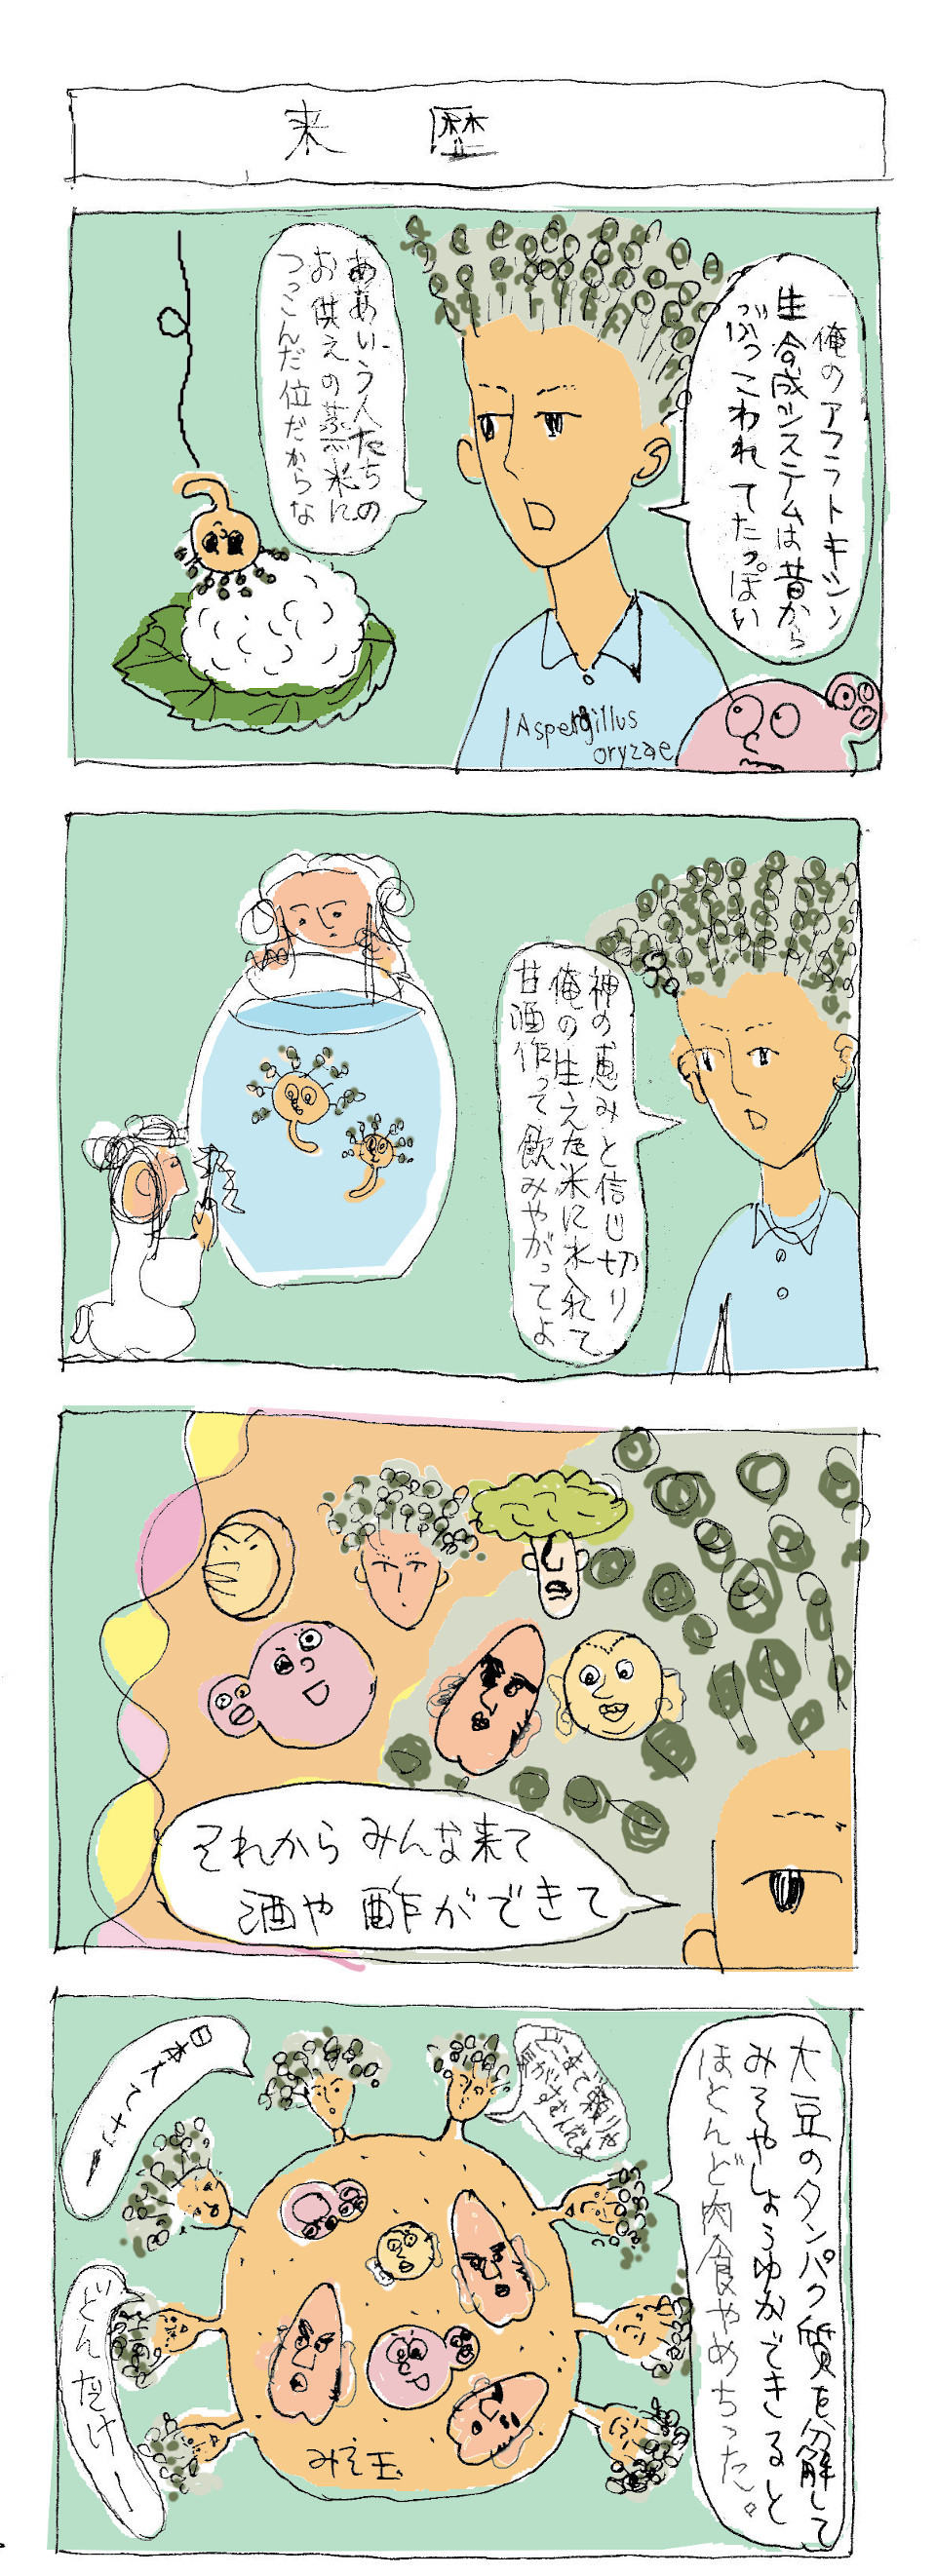 来歴
俺のアフラトキシン
生合成システムは昔から
ぶっこわれてたっぽい
ああいう人たちの
お供えの蒸米に
つっこんだ位だからな
Aspergillus
oryzae
神の恵みと信じ切り
俺の生えた米に水入れて
甘酒作って飲みやがってよ
それからみんな来て
酒や酢ができて
大豆のタンパク質を分解して
みそやしょうゆができると
ほとんど肉食やめちった。
日本人てさー
どんだけー
みそ玉